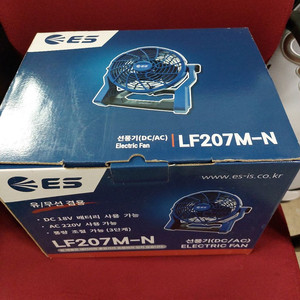 ES
선풍기(DC/AC)
Electric Fan
LF207M-N
ES
유/무선 겸용
· DC 18V 배터리 사용 가능
· AC 220V 사용 가능
· 풍량 조절 가능 (3단계)
LF207M-N
www.es-is.co.kr
선풍기(DC/AC)
ELECTRIC FAN